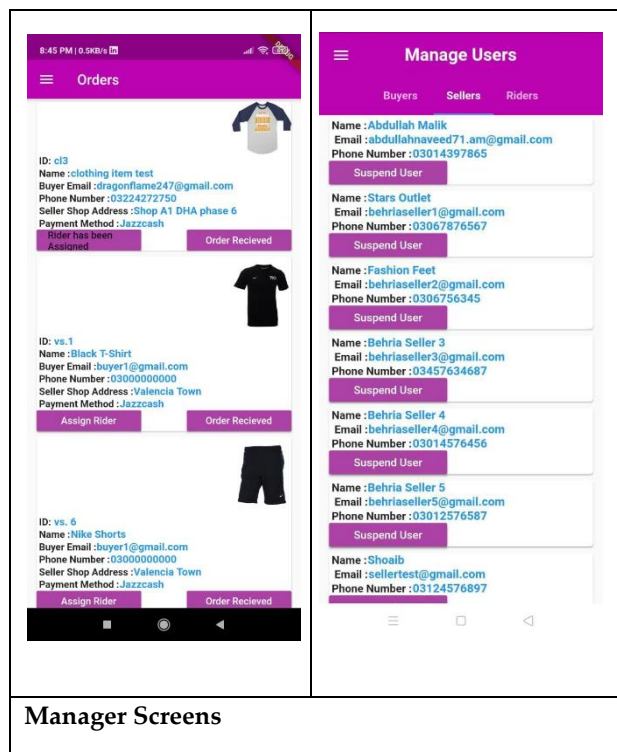 8:45 PM | 0.5KB/s in
Orders
ID: cl3
Name :clothing item test
Buyer Email :dragonflame247@gmail.com
Phone Number :03224272750
Seller Shop Address :Shop A1 DHA phase 6
Payment Method :Jazzcash
Rider has been
Assigned
Order Recieved
ID: vs.1
Name :Black T-Shirt
Buyer Email :buyer1@gmail.com
Phone Number :03000000000
Seller Shop Address :Valencia Town
Payment Method :Jazzcash
Assign Rider
Order Recieved
ID: vs. 6
Name :Nike Shorts
Buyer Email :buyer1@gmail.com
Phone Number :03000000000
Seller Shop Address :Valencia Town
Payment Method :Jazzcash
Assign Rider
Order Recieved
Manage Users
Buyers Sellers Riders
Name :Abdullah Malik
Email :abdullahnaveed71.am@gmail.com
Phone Number :03014397865
Suspend User
Name :Stars Outlet
Email :behriaseller1@gmail.com
Phone Number :03067876567
Suspend User
Name :Fashion Feet
Email :behriaseller2@gmail.com
Phone Number :0306756345
Suspend User
Name :Behria Seller 3
Email :behriaseller3@gmail.com
Phone Number :03457634687
Suspend User
Name :Behria Seller 4
Email :behriaseller4@gmail.com
Phone Number :03014576456
Suspend User
Name :Behria Seller 5
Email :behriaseller5@gmail.com
Phone Number :03012576587
Suspend User
Name :Shoaib
Email :sellertest@gmail.com
Phone Number :03124576897
Manager Screens